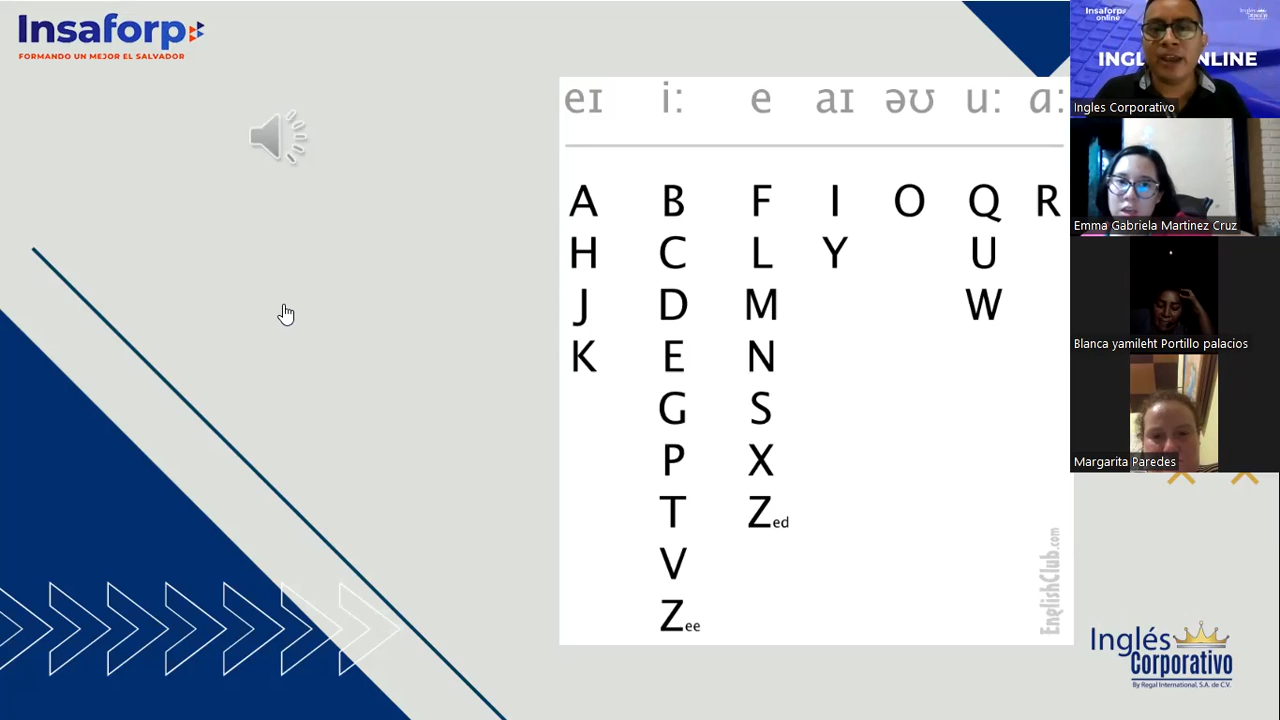 Insaforp
FORMANDO UN MEJOR EL SALVADOR
eɪ i: e aɪ əʊ u: ɑ:
A B F I O Q R
H C L Y U
J D M W
K E N
G S
P X
T Zed
V
Zee
EnglishClub.com
Insaforp
online
INGL NLINE
Ingles Corporativo
Emma Gabriela Martinez Cruz
Blanca yamileht Portillo palacios
Margarita Paredes
Inglés
Corporativo
By Regal International, S.A. de C.V.